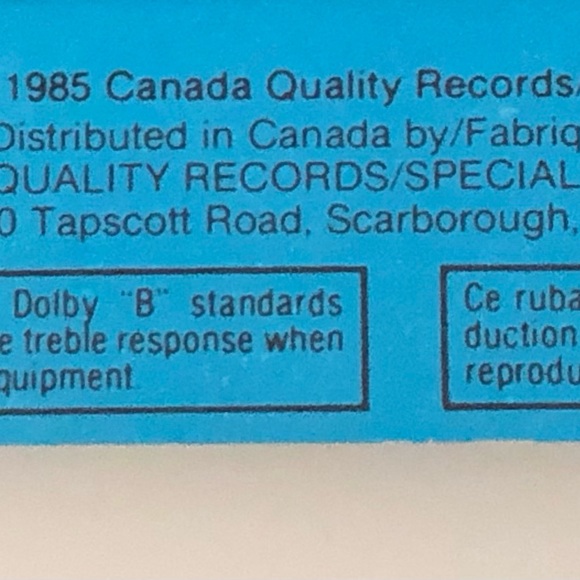 1985 Canada Quality Records/
Distributed in Canada by/Fabriq
QUALITY RECORDS/SPECIAL
0 Tapscott Road, Scarborough,
Dolby "B" standards
e treble response when
quipment
Ce ruba
duction
reprodu